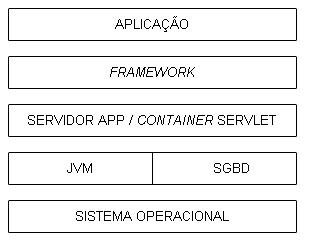 APLICAÇÃO
FRAMEWORK
SERVIDOR APP / CONTAINER SERVLET
JVM SGBD
SISTEMA OPERACIONAL